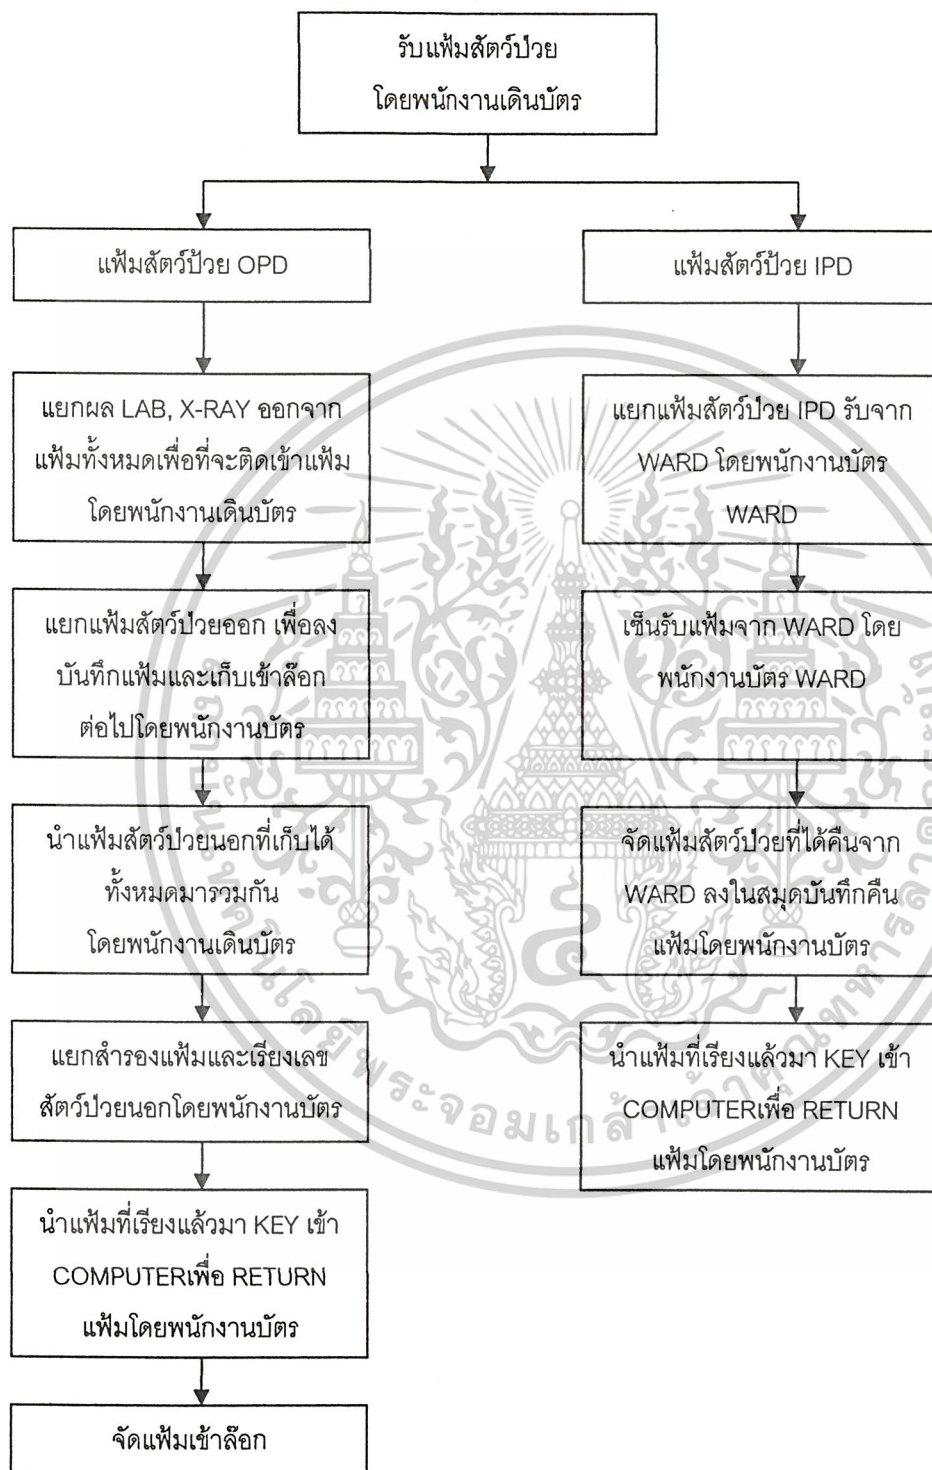 รับแฟ้มสัตว์ป่วย
โดยพนักงานเดินบัตร
แฟ้มสัตว์ป่วย OPD
แยกผล LAB, X-RAY ออกจาก
แฟ้มทั้งหมดเพื่อที่จะติดเข้าแฟ้ม
โดยพนักงานเดินบัตร
แยกแฟ้มสัตว์ป่วยออก เพื่อลง
บันทึกแฟ้มและเก็บเข้าล๊อก
ต่อไปโดยพนักงานบัตร
นำแฟ้มสัตว์ป่วยนอกที่เก็บได้
ทั้งหมดมารวมกัน
โดยพนักงานเดินบัตร
แยกสำรองแฟ้มและเรียงเลข
สัตว์ป่วยนอกโดยพนักงานบัตร
นำแฟ้มที่เรียงแล้วมา KEY เข้า
COMPUTERเพื่อ RETURN
แฟ้มโดยพนักงานบัตร
จัดแฟ้มเข้าล๊อก
แฟ้มสัตว์ป่วย IPD
แยกแฟ้มสัตว์ป่วย IPD รับจาก
WARD โดยพนักงานบัตร
WARD
เซ็นรับแฟ้มจาก WARD โดย
พนักงานบัตร WARD
จัดแฟ้มสัตว์ป่วยที่ได้คืนจาก
WARD ลงในสมุดบันทึกคืน
แฟ้มโดยพนักงานบัตร
นำแฟ้มที่เรียงแล้วมา KEY เข้า
COMPUTERเพื่อ RETURN
แฟ้มโดยพนักงานบัตร